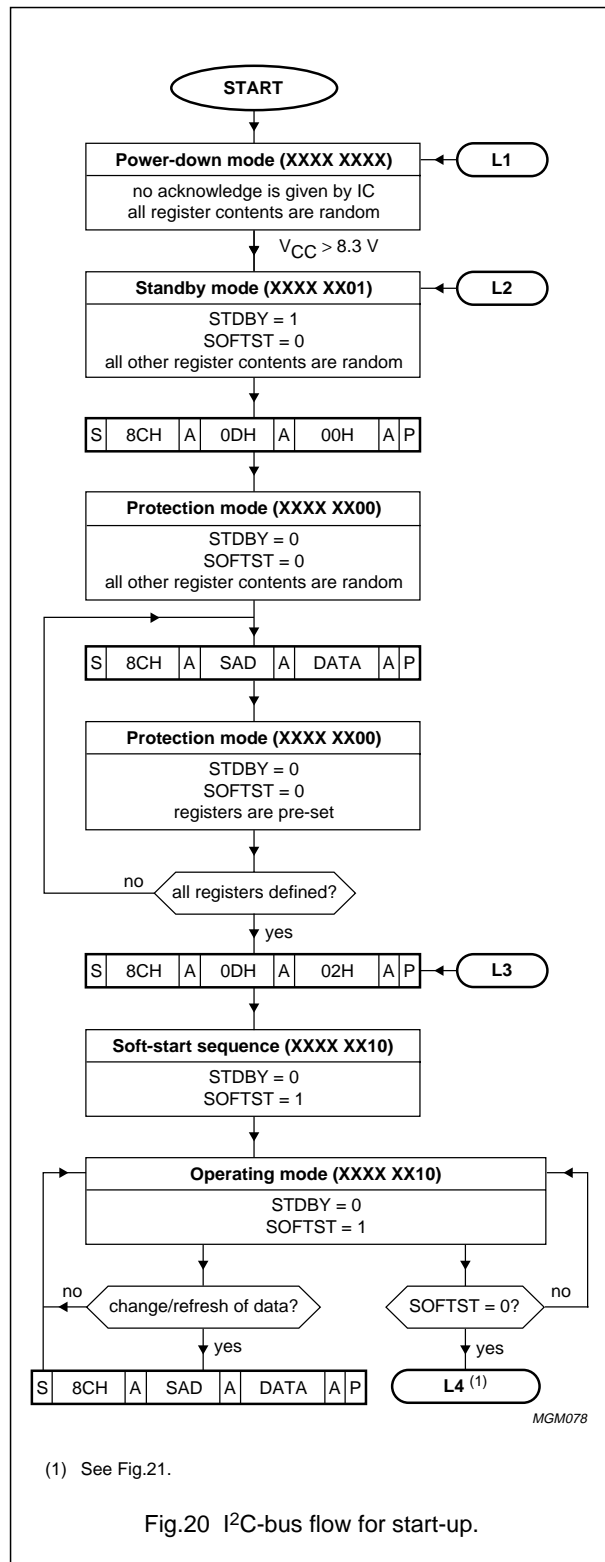 START
Power-down mode (XXXX XXXX)
L1
no acknowledge is given by IC
all register contents are random
VCC > 8.3 V
Standby mode (XXXX XX01)
L2
STDBY = 1
SOFTST = 0
all other register contents are random
S 8CH A 0DH A 00H A P
Protection mode (XXXX XX00)
STDBY = 0
SOFTST = 0
all other register contents are random
S 8CH A SAD A DATA A P
Protection mode (XXXX XX00)
STDBY = 0
SOFTST = 0
registers are pre-set
no
all registers defined?
yes
S 8CH A 0DH A 02H A P
L3
Soft-start sequence (XXXX XX10)
STDBY = 0
SOFTST = 1
Operating mode (XXXX XX10)
STDBY = 0
SOFTST = 1
no
change/refresh of data?
SOFTST = 0?
no
yes
yes
S 8CH A SAD A DATA A P
L4 (1)
MGM078
(1) See Fig.21.
Fig.20 I²C-bus flow for start-up.